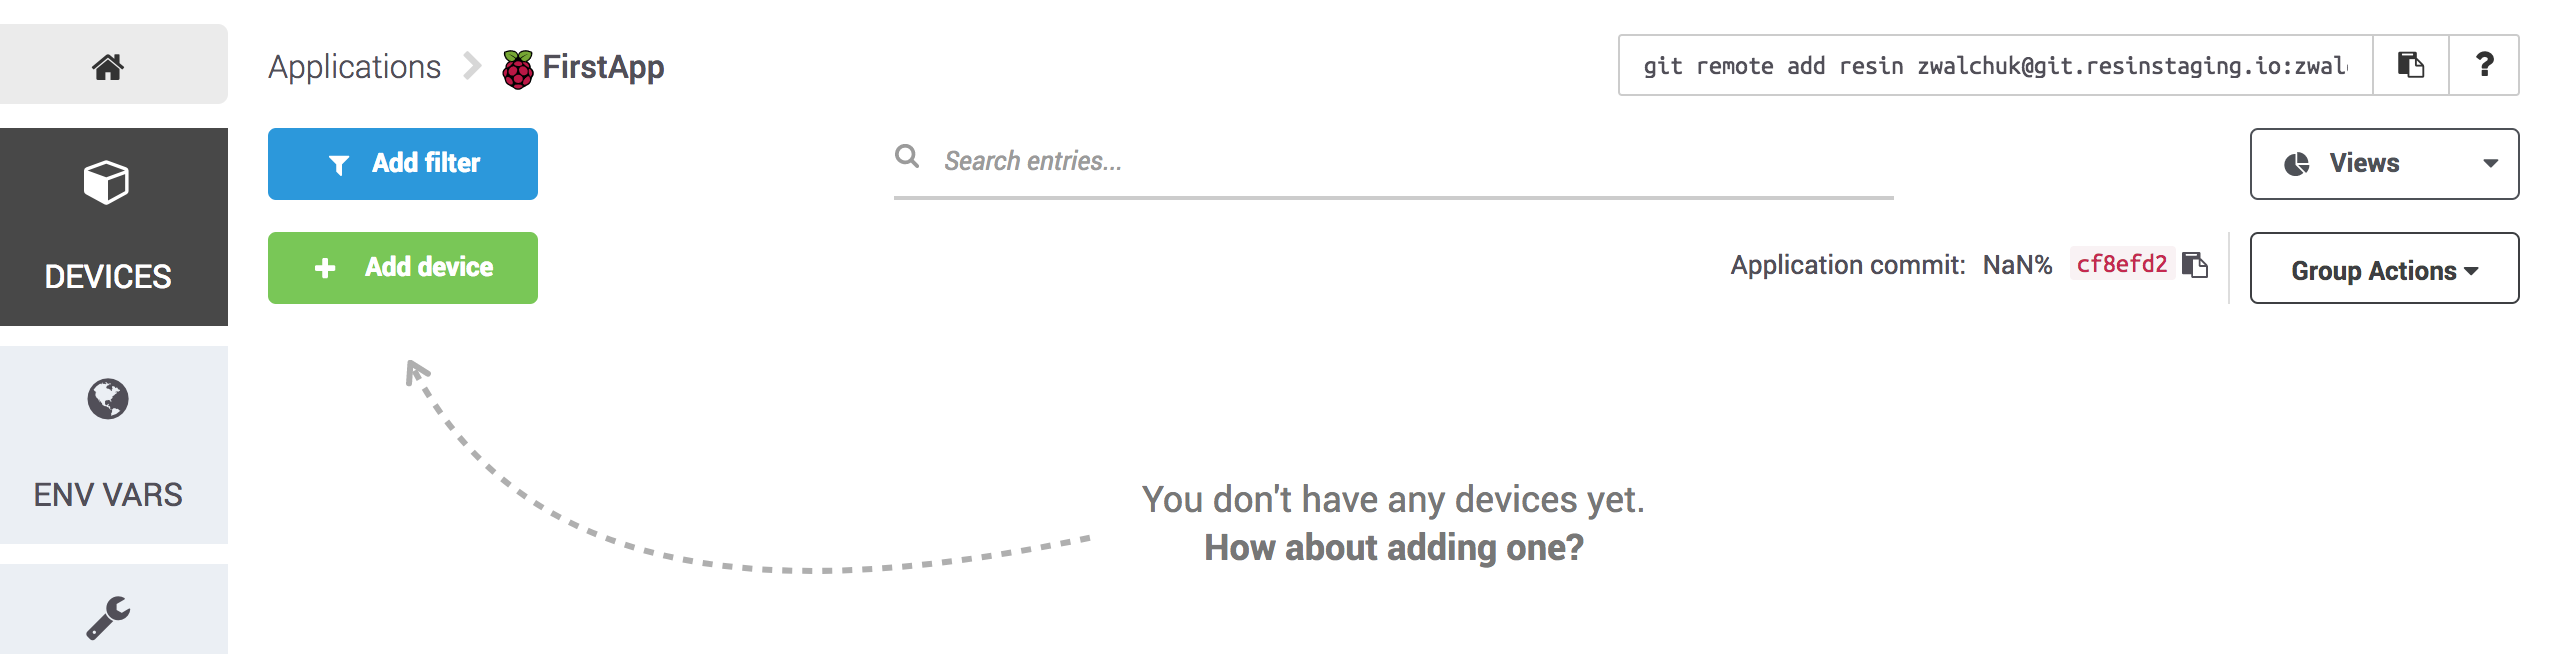 Applications FirstApp
git remote add resin zwalchuk@git.resinstaging.io:zwal
?
Add filter
Search entries...
Views
DEVICES
Add device
Application commit: NaN% cf8efd2
Group Actions
ENV VARS
You don't have any devices yet.
How about adding one?